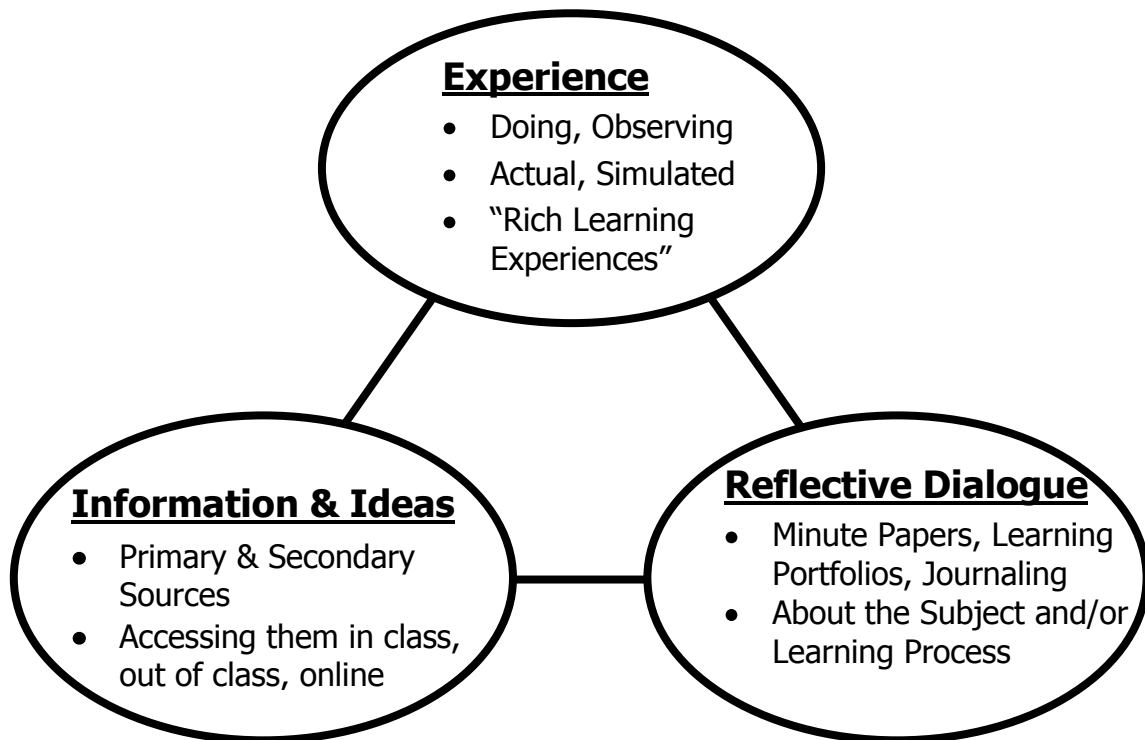 Experience
• Doing, Observing
• Actual, Simulated
• “Rich Learning
Experiences”
Information & Ideas
• Primary & Secondary
Sources
• Accessing them in class,
out of class, online
Reflective Dialogue
• Minute Papers, Learning
Portfolios, Journaling
• About the Subject and/or
Learning Process